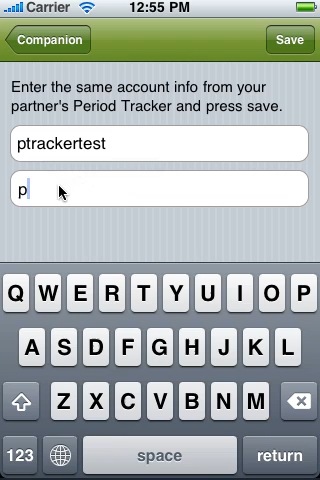 Carrier 12:55 PM
Companion Save
Enter the same account info from your
partner's Period Tracker and press save.
ptrackertest
p
Q W E R T Y U I O P
A S D F G H J K L
Z X C V B N M
123 space return